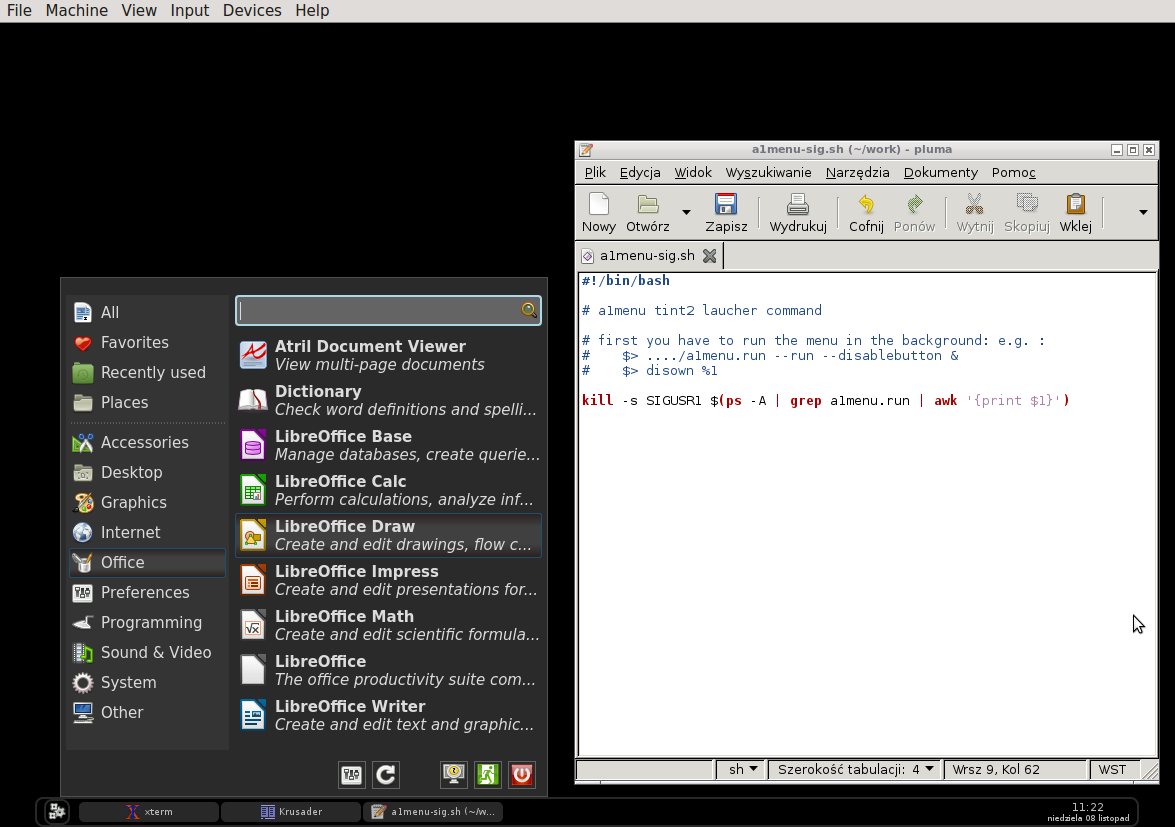 File Machine View Input Devices Help
All
Favorites
Recently used
Places
Accessories
Desktop
Graphics
Internet
Office
Preferences
Programming
Sound & Video
System
Other
Atril Document Viewer
View multi-page documents
Dictionary
Check word definitions and spelli...
LibreOffice Base
Manage databases, create querie...
LibreOffice Calc
Perform calculations, analyze inf...
LibreOffice Draw
Create and edit drawings, flow c...
LibreOffice Impress
Create and edit presentations for...
LibreOffice Math
Create and edit scientific formula...
LibreOffice
The office productivity suite com...
LibreOffice Writer
Create and edit text and graphic...
a1menu-sig.sh (~/work) - pluma
Plik Edycja Widok Wyszukiwanie Narzędzia Dokumenty Pomoc
Nowy Otwórz Zapisz Wydrukuj Cofnij Ponów Wytnij Skopiuj Wklej
a1menu-sig.sh
#!/bin/bash
# a1menu tint2 laucher command
# first you have to run the menu in the background: e.g. :
#    $> ..../a1menu.run --run --disablebutton &
#    $> disown %1
kill -s SIGUSR1 $(ps -A | grep a1menu.run | awk '{print $1}')
sh Szerokość tabulacji: 4 Wrsz 9, Kol 62 WST
xterm Krusader a1menu-sig.sh (~/w...
11:22
niedziela 08 listopad